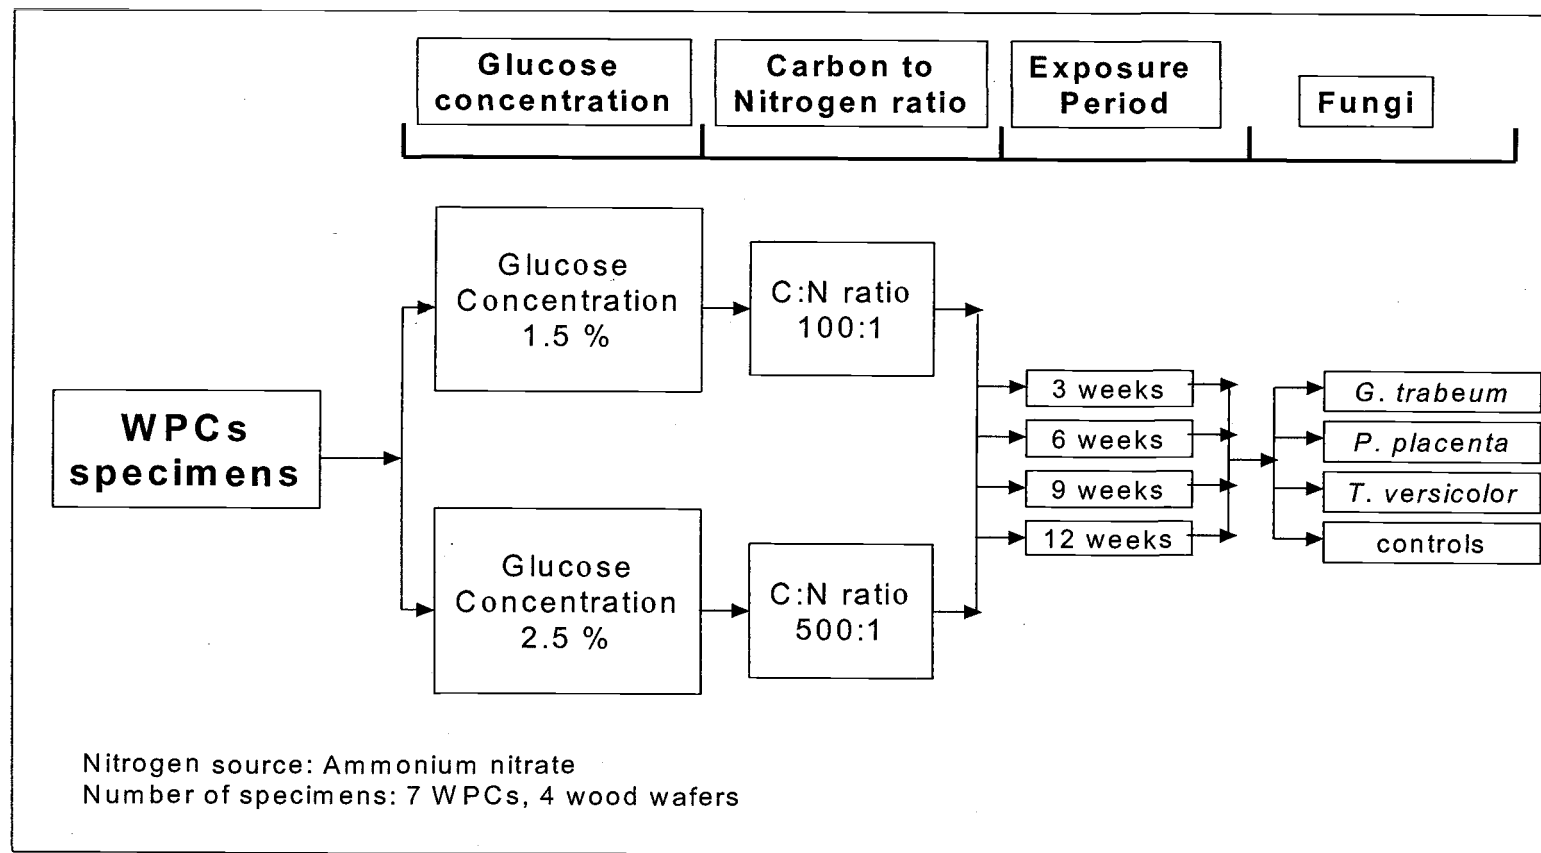 Glucose
concentration
Carbon to
Nitrogen ratio
Exposure
Period
Fungi
WPCs
specimens
Glucose
Concentration
1.5 %
C:N ratio
100:1
Glucose
Concentration
2.5 %
C:N ratio
500:1
3 weeks
6 weeks
9 weeks
12 weeks
G. trabeum
P. placenta
T. versicolor
controls
Nitrogen source: Ammonium nitrate
Number of specimens: 7 WPCs, 4 wood wafers